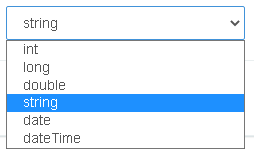 string
int
long
double
string
date
dateTime